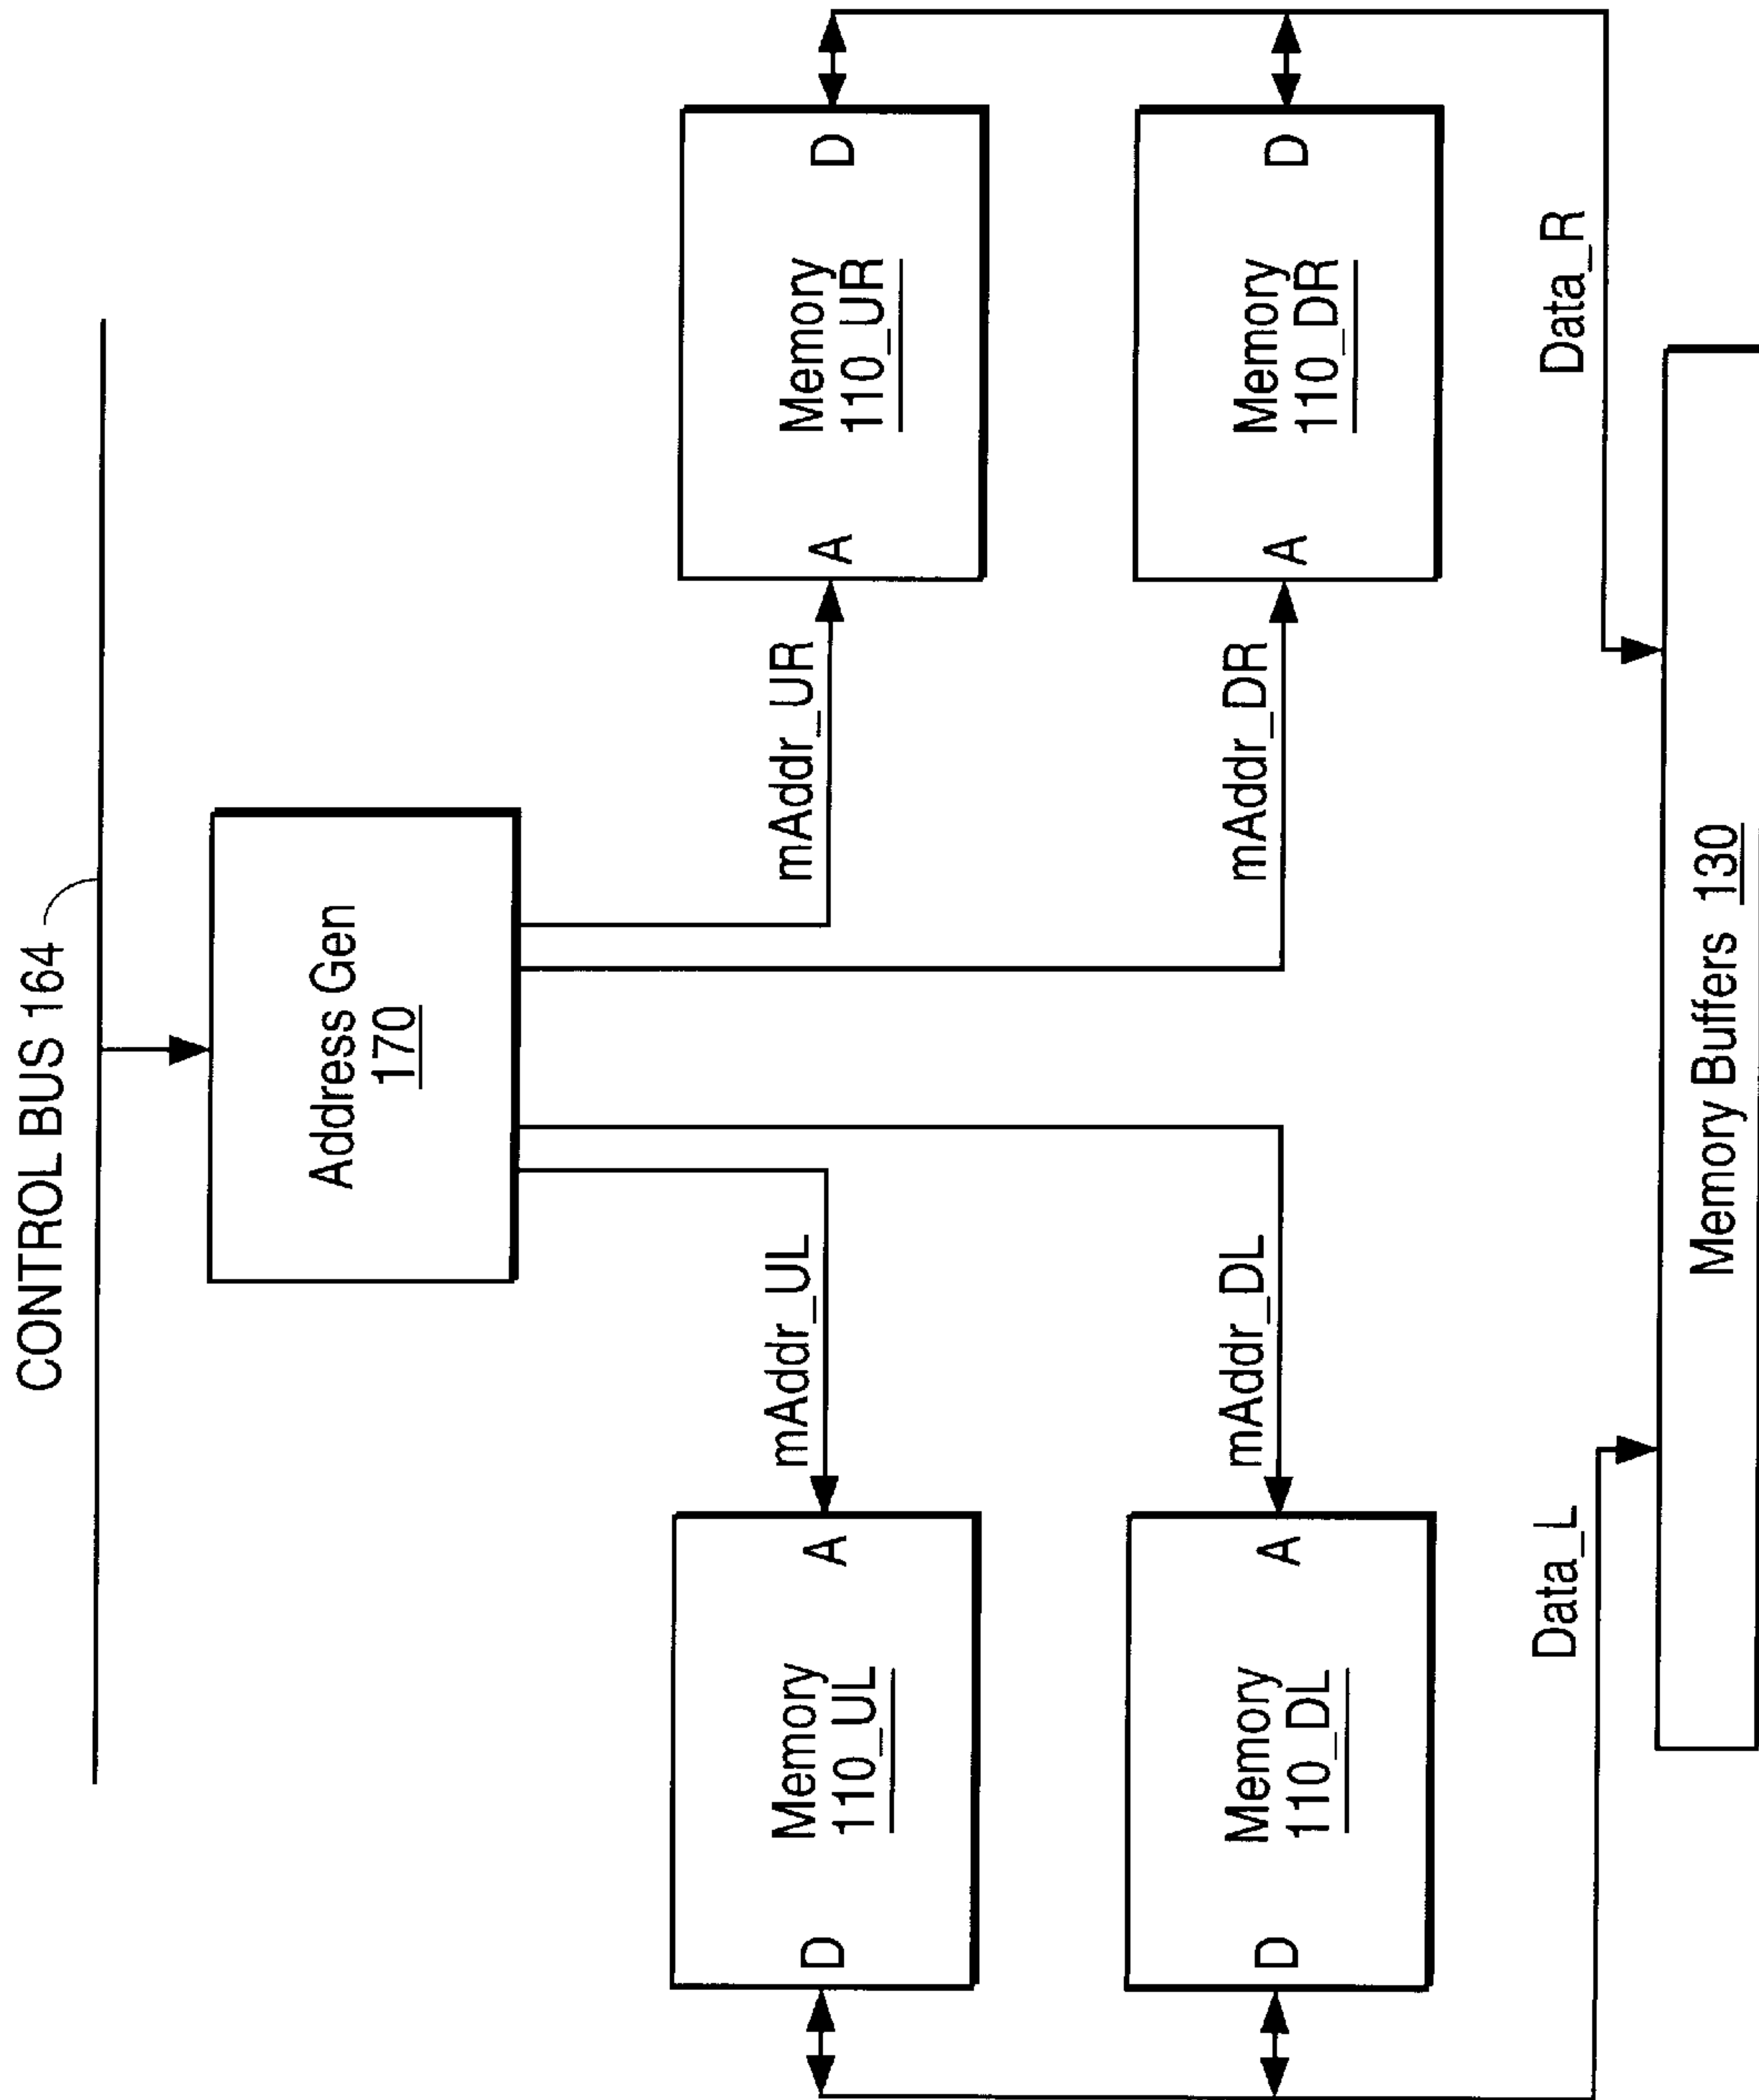 CONTROL BUS 164
Address Gen
170
mAddr_UL
mAddr_UR
D
Memory
110_UL
A
A
Memory
110_UR
D
mAddr_DL
mAddr_DR
D
Memory
110_DL
A
A
Memory
110_DR
D
Data_L
Data_R
Memory Buffers 130